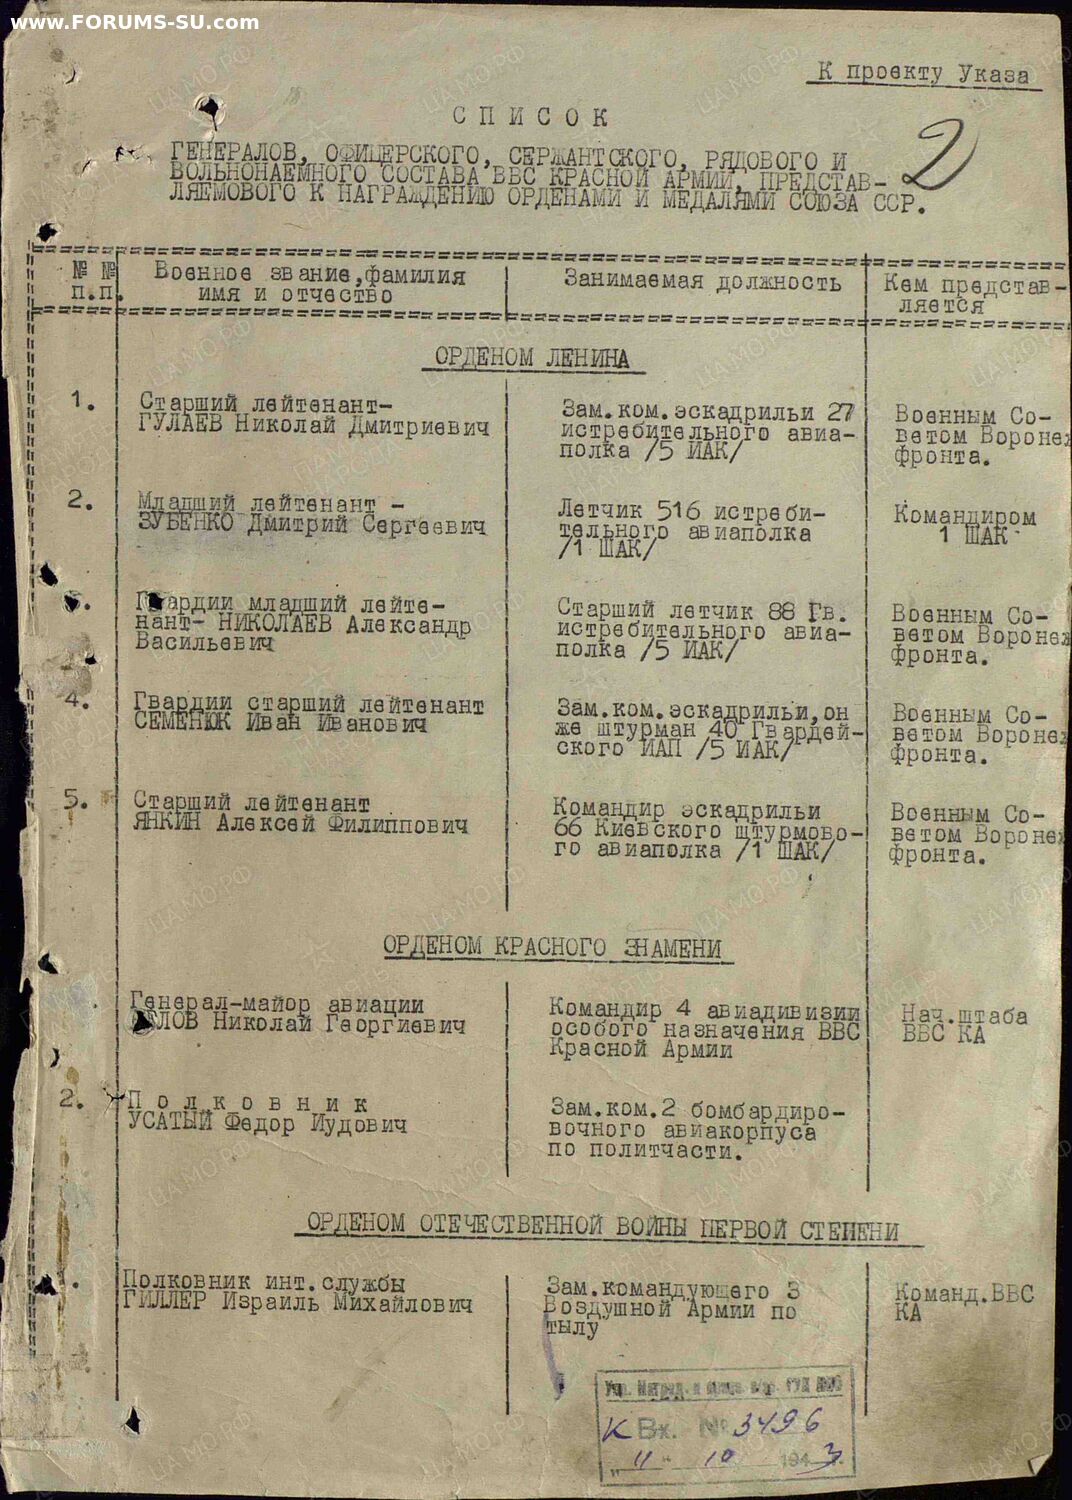 www.FORUMS-SU.com
К проекту Указа
С П И С О К
2
ГЕНЕРАЛОВ, ОФИЦЕРСКОГО, СЕРЖАНТСКОГО, РЯДОВОГО И
ВОЛЬНОНАЕМНОГО СОСТАВА ВВС КРАСНОЙ АРМИИ, ПРЕДСТАВ-
ЛЯЕМОВОГО К НАГРАЖДЕНИЮ ОРДЕНАМИ И МЕДАЛЯМИ СОЮЗА ССР.
№ № Военное звание,фамилия Занимаемая должность Кем представ-
п.п. имя и отчество ляется
ОРДЕНОМ ЛЕНИНА
1. Старший лейтенант- Зам.ком.эскадрильи 27 Военным Со-
ГУЛАЕВ Николай Дмитриевич истребительного авиа- ветом Воронеж
полка /5 ИАК/ фронта.
2. Младший лейтенант - Летчик 516 истреби- Командиром
ЗУБЕНКО Дмитрий Сергеевич тельного авиаполка 1 ШАК
/1 ШАК/
Гвардии младший лейте- Старший летчик 88 Гв. Военным Со-
нант- НИКОЛАЕВ Александр истребительного авиа- ветом Воронеж
Васильевич полка /5 ИАК/ фронта.
4. Гвардии старший лейтенант Зам.ком.эскадрильи,он Военным Со-
СЕМЕНЮК Иван Иванович же штурман 40 Гвардей- ветом Воронеж
ского ИАП /5 ИАК/ фронта.
5. Старший лейтенант Командир эскадрильи Военным Со-
ЯНКИН Алексей Филиппович 66 Киевского штурмово- ветом Воронеж
го авиаполка /1 ШАК/ фронта.
ОРДЕНОМ КРАСНОГО ЗНАМЕНИ
Генерал-майор авиации Командир 4 авиадивизии Нач.штаба
Николай Георгиевич особого назначения ВВС ВВС КА
Красной Армии
2. П о л к о в н и к Зам.ком.2 бомбардиро-
УСАТЫЙ Федор Иудович вочного авиакорпуса
по политчасти.
ОРДЕНОМ ОТЕЧЕСТВЕННОЙ ВОЙНЫ ПЕРВОЙ СТЕПЕНИ
Полковник инт.службы Зам.командующего 3 Команд.ВВС
ГИЛЛЕР Израиль Михайлович Воздушной Армии по КА
тылу
К Вх. № 3496
"11" 10 1943 г.